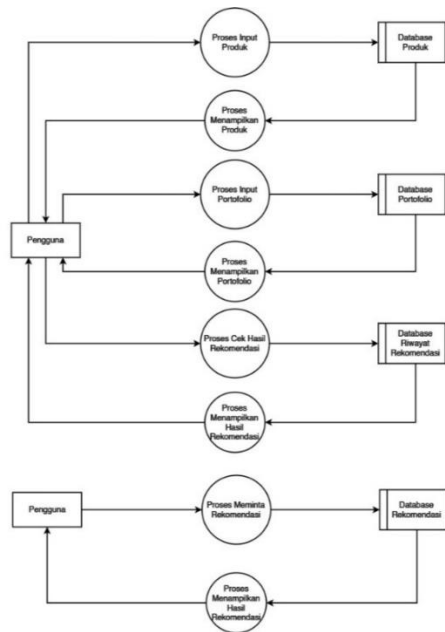 Proses Input
Produk
Database
Produk
Proses
Menampilkan
Produk
Proses Input
Portofolio
Database
Portofolio
Pengguna
Proses
Menampilkan
Portofolio
Proses Cek Hasil
Rekomendasi
Database
Riwayat
Rekomendasi
Proses
Menampilkan
Hasil
Rekomendasi
Pengguna
Proses Meminta
Rekomendasi
Database
Rekomendasi
Proses
Menampilkan
Hasil
Rekomendasi